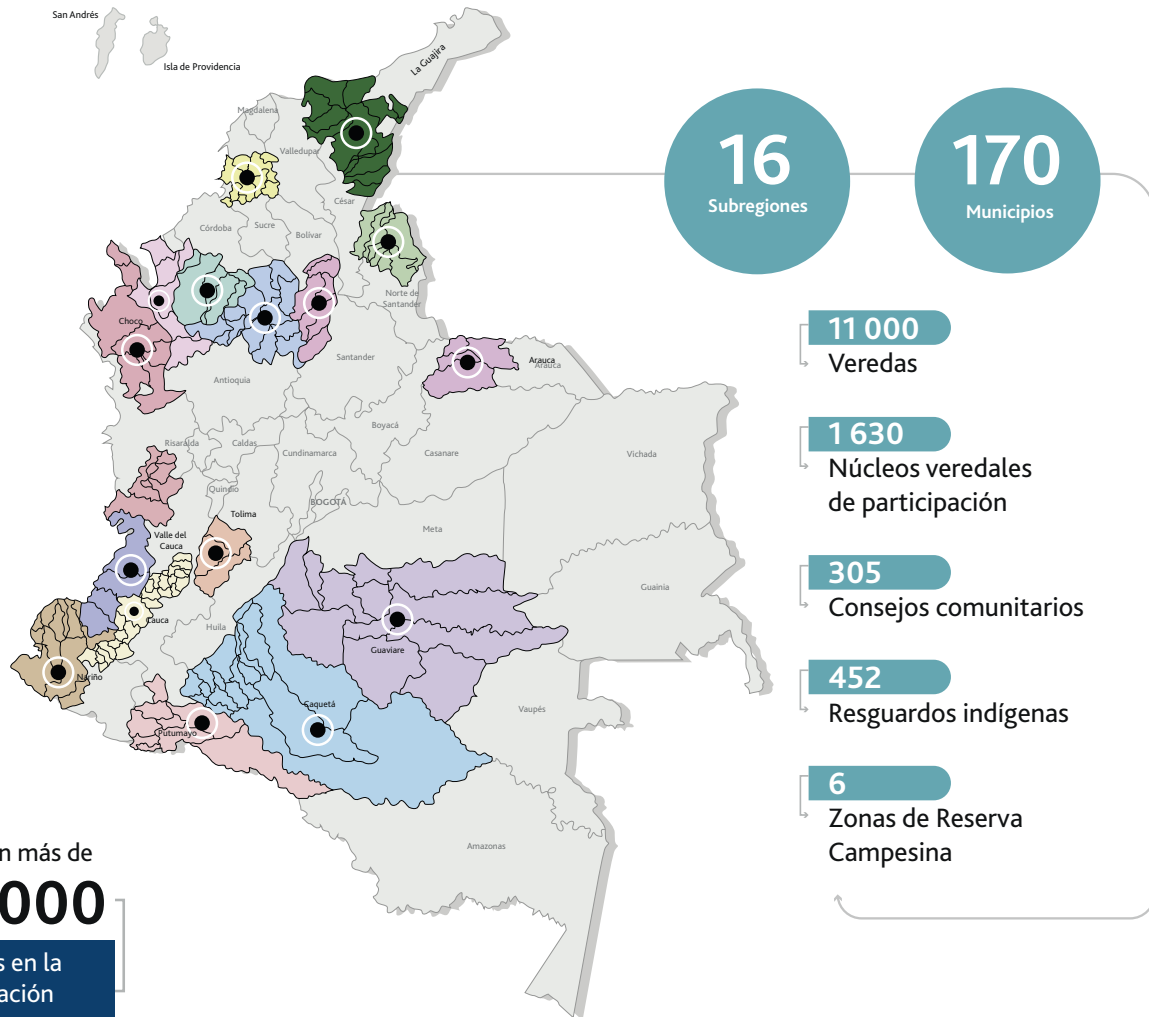 San Andrés
Isla de Providencia
La Guajira
Magdalena
Valledupar
César
Córdoba
Sucre
Bolívar
Norte de
Santander
Choco
Antioquia
Santander
Arauca
Arauca
Boyacá
Casanare
Vichada
Risaralda
Caldas
Cundinamarca
Quindío
BOGOTÁ
Tolima
Meta
Valle del
Cauca
Guainia
Cauca
Huila
Guaviare
Nariño
Caquetá
Vaupés
Putumayo
Amazonas
16
Subregiones
170
Municipios
11 000
Veredas
1 630
Núcleos veredales
de participación
305
Consejos comunitarios
452
Resguardos indígenas
6
Zonas de Reserva
Campesina
n más de
000
s en la
ación